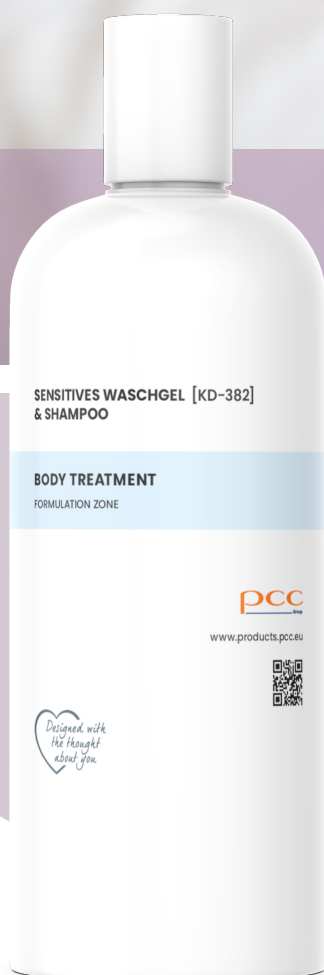 SENSITIVES WASCHGEL [KD-382]
& SHAMPOO
BODY TREATMENT
FORMULATION ZONE
pcc
Group
www.products.pcc.eu
Designed with
the thought
about you